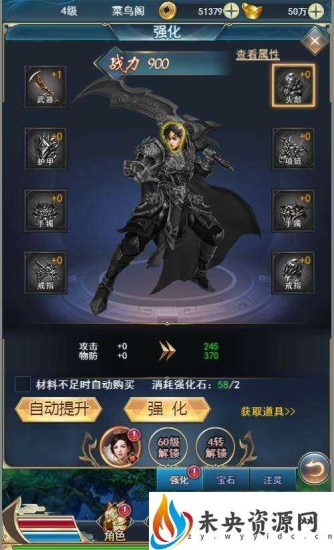 4级 菜鸟阁 51379 50万
强化
战力 900 查看属性
+1 +0
武器 头部
+0 +0
护甲 项链
+0 +0
手镯 手镯
+0 +0
戒指 戒指
攻击 +0 245
物防 +0 370
材料不足时自动购买 消耗强化石：58/2
自动提升 强化 获取道具>>
60级解锁 4转解锁
强化 宝石 注灵
角色
未央资源网